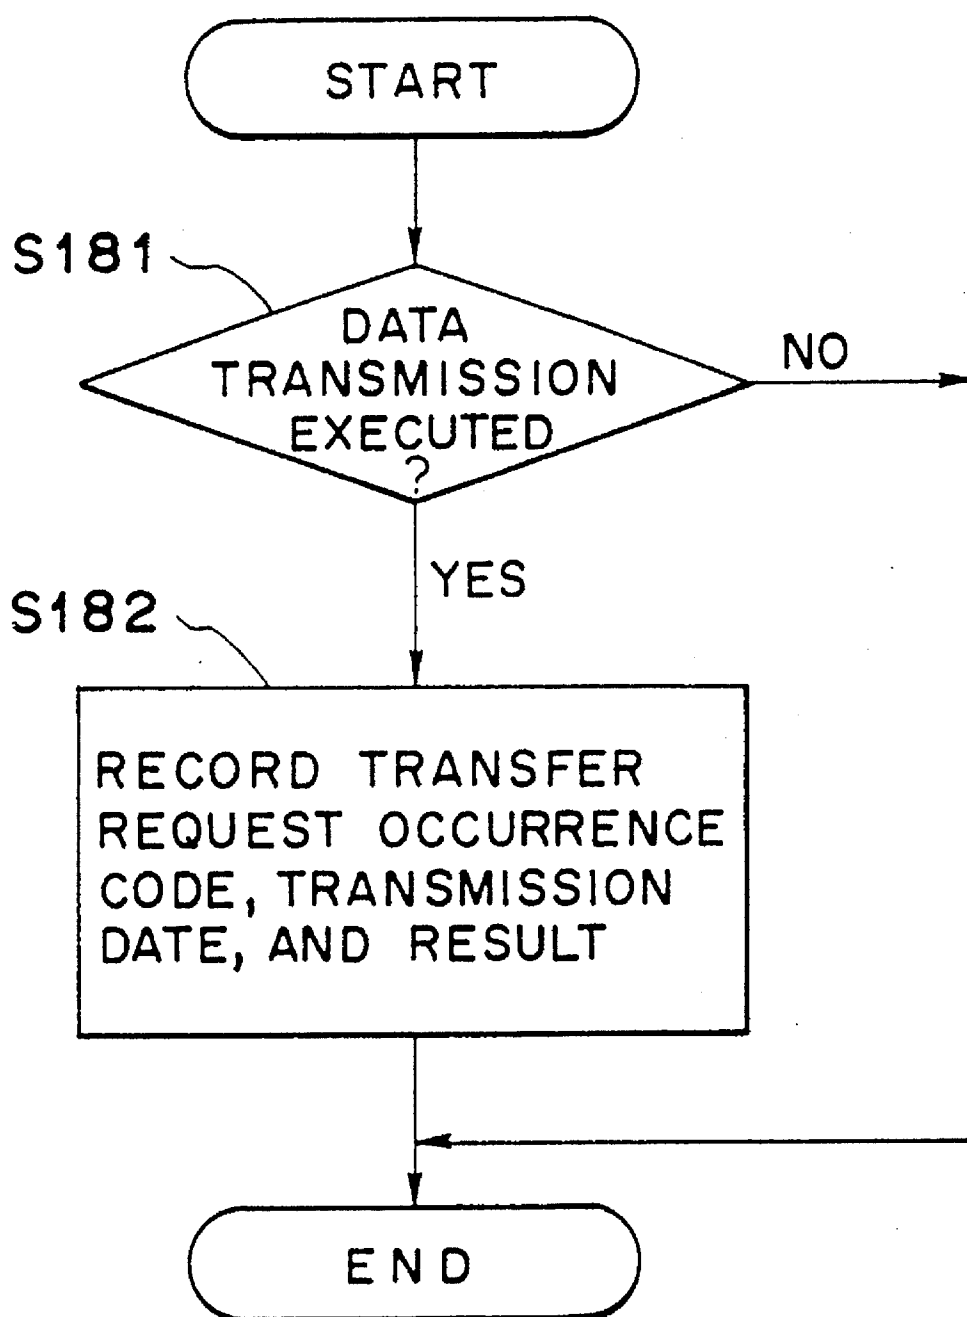 START
S181
DATA
TRANSMISSION
EXECUTED
?
NO
YES
S182
RECORD TRANSFER
REQUEST OCCURRENCE
CODE, TRANSMISSION
DATE, AND RESULT
END